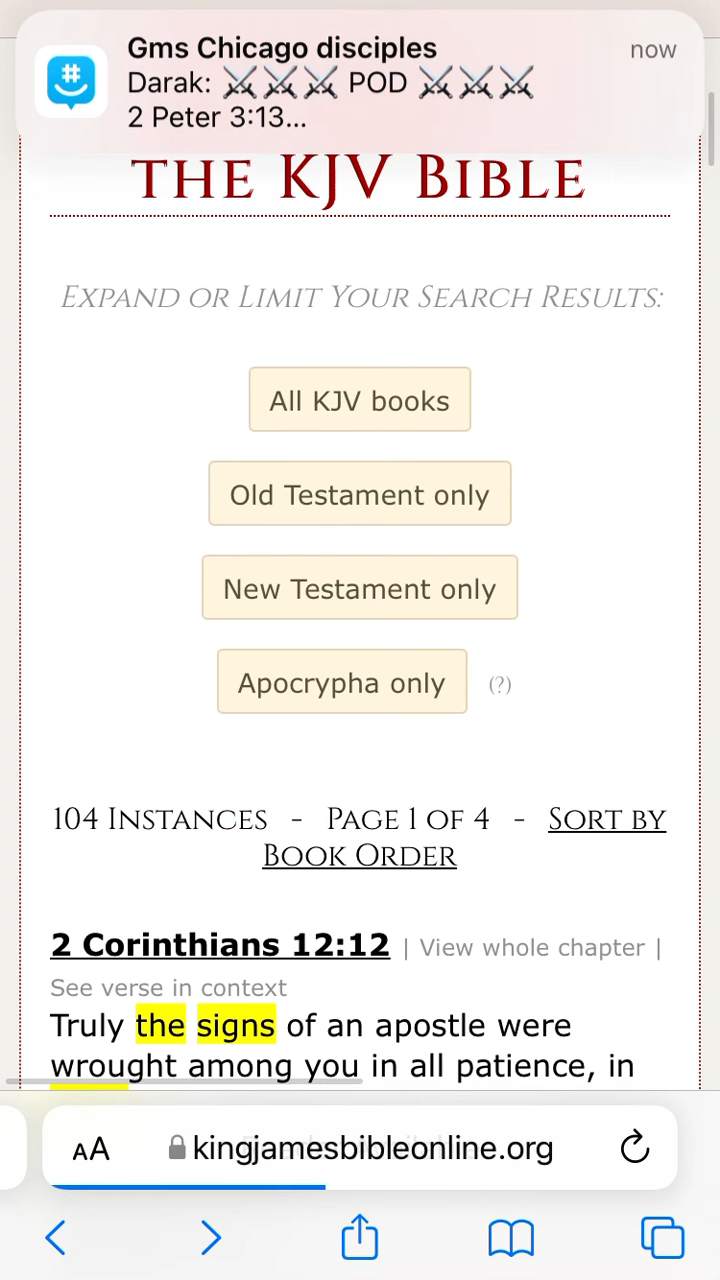 Gms Chicago disciples
now
Darak: ⚔️⚔️⚔️ POD ⚔️⚔️⚔️
2 Peter 3:13...
THE KJV BIBLE
EXPAND OR LIMIT YOUR SEARCH RESULTS:
All KJV books
Old Testament only
New Testament only
Apocrypha only (?)
104 INSTANCES - PAGE 1 OF 4 - SORT BY
BOOK ORDER
2 Corinthians 12:12 | View whole chapter |
See verse in context
Truly the signs of an apostle were
wrought among you in all patience, in
AA kingjamesbibleonline.org